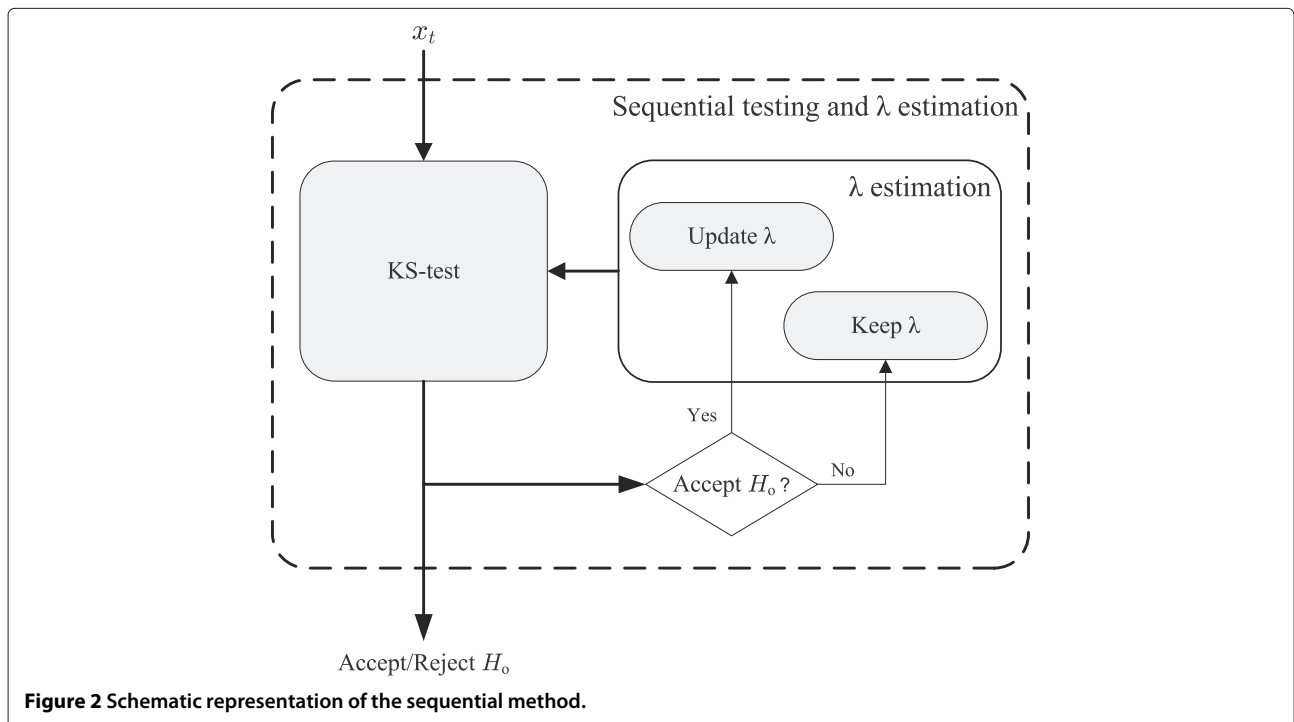 x_t
Sequential testing and λ estimation
λ estimation
Update λ
KS-test
Keep λ
Yes
No
Accept H_o?
Accept/Reject H_o
Figure 2 Schematic representation of the sequential method.